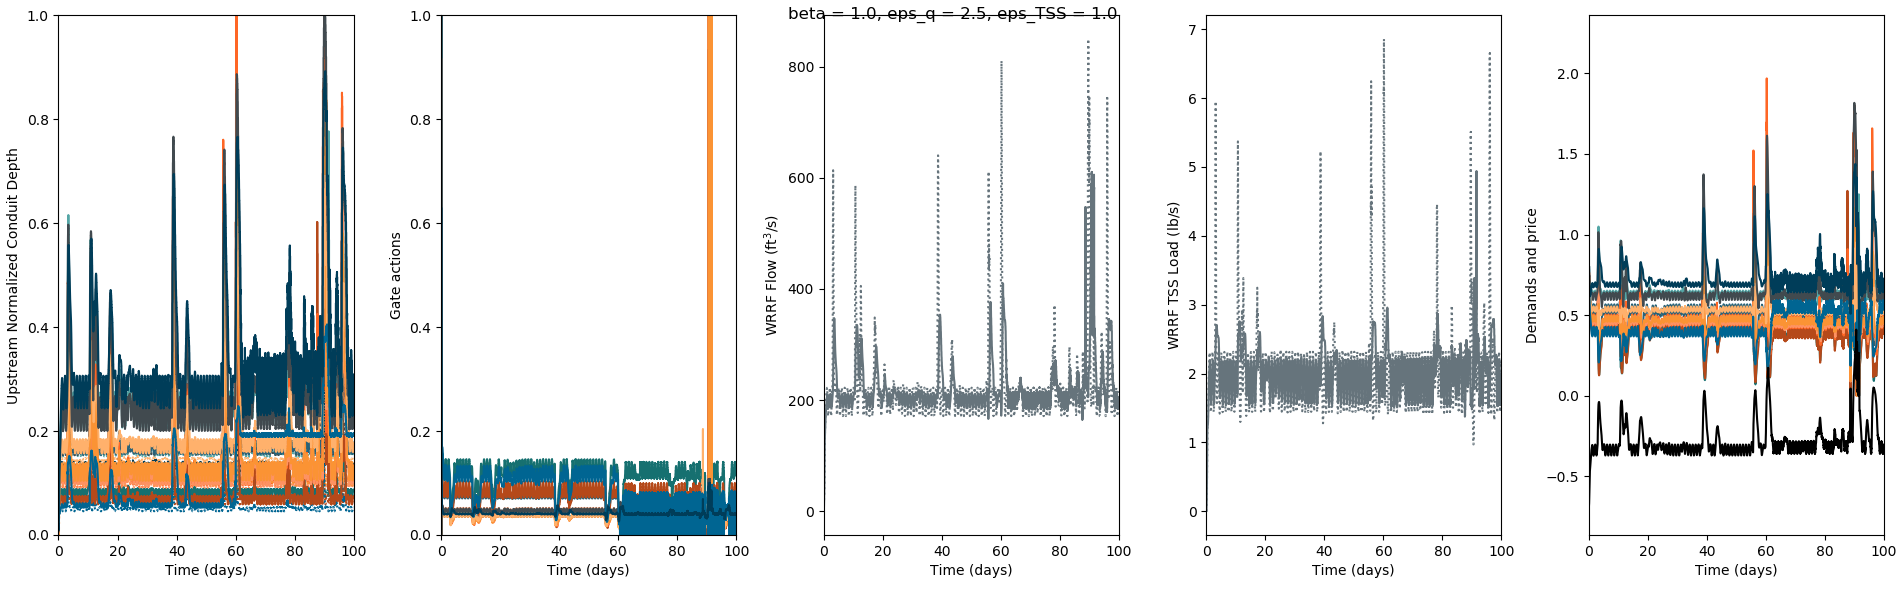 beta = 1.0, eps_q = 2.5, eps_TSS = 1.0
Upstream Normalized Conduit Depth
1.0
0.8
0.6
0.4
0.2
0.0
0 20 40 60 80 100
Time (days)
Gate actions
1.0
0.8
0.6
0.4
0.2
0.0
0 20 40 60 80 100
Time (days)
WRRF Flow (ft³/s)
800
600
400
200
0
0 20 40 60 80 100
Time (days)
WRRF TSS Load (lb/s)
7
6
5
4
3
2
1
0
0 20 40 60 80 100
Time (days)
Demands and price
2.0
1.5
1.0
0.5
0.0
−0.5
0 20 40 60 80 100
Time (days)